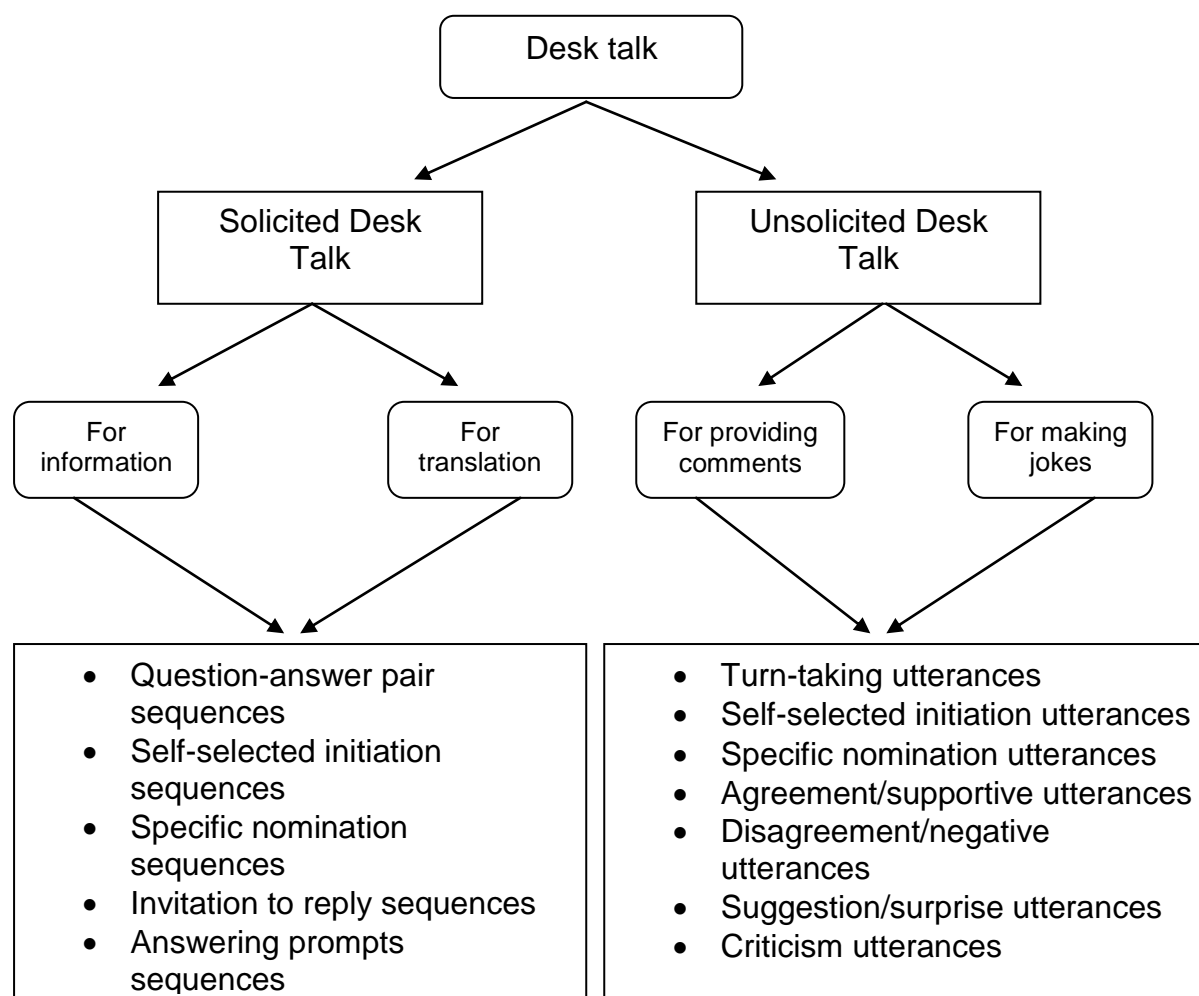 Desk talk
Solicited Desk
Talk
Unsolicited Desk
Talk
For
information
For
translation
For providing
comments
For making
jokes
• Question-answer pair
sequences
• Self-selected initiation
sequences
• Specific nomination
sequences
• Invitation to reply sequences
• Answering prompts
sequences
• Turn-taking utterances
• Self-selected initiation utterances
• Specific nomination utterances
• Agreement/supportive utterances
• Disagreement/negative
utterances
• Suggestion/surprise utterances
• Criticism utterances